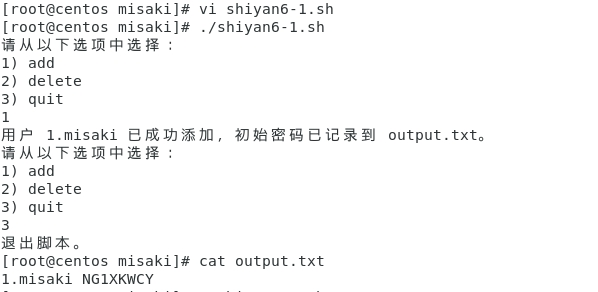 [root@centos misaki]# vi shiyan6-1.sh
[root@centos misaki]# ./shiyan6-1.sh
请从以下选项中选择：
1) add
2) delete
3) quit
1
用户 1.misaki 已成功添加，初始密码已记录到 output.txt。
请从以下选项中选择：
1) add
2) delete
3) quit
3
退出脚本。
[root@centos misaki]# cat output.txt
1.misaki NG1XKWCY